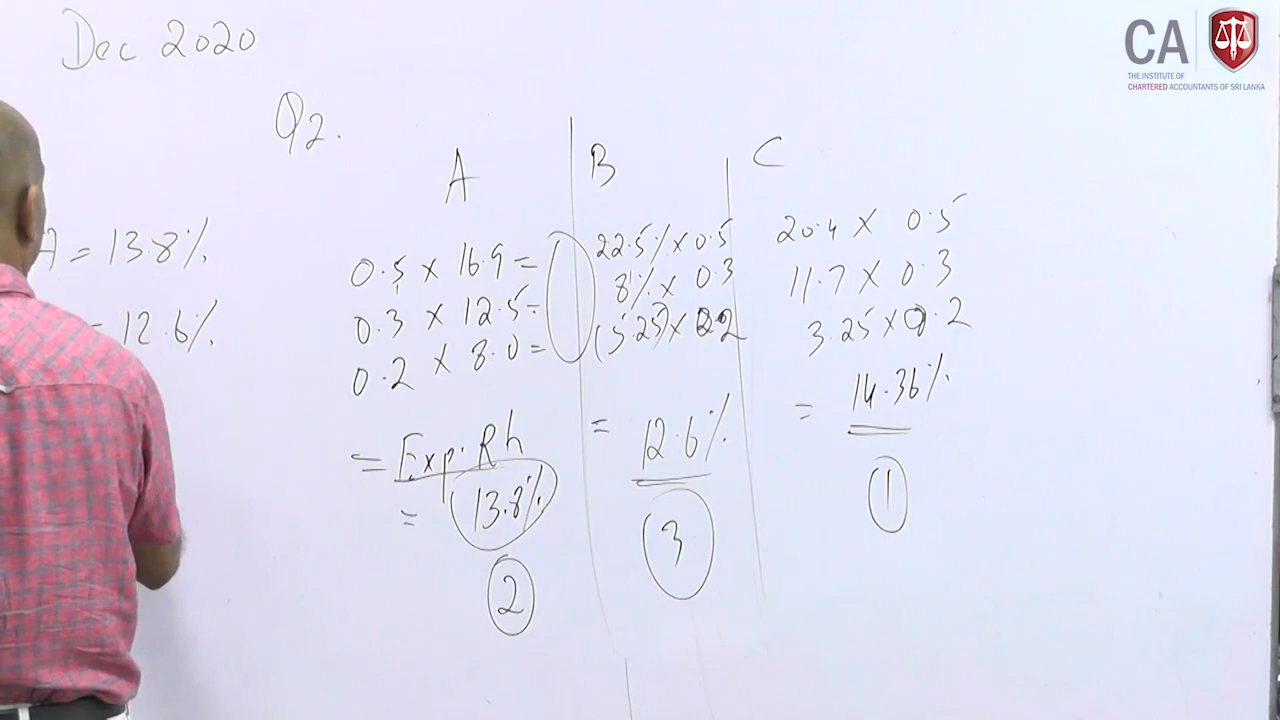 Dec 2020
CA
THE INSTITUTE OF
CHARTERED ACCOUNTANTS OF SRI LANKA
Q2.
A = 13.8%
= 12.6%
A
0.5 x 16.9 =
0.3 x 12.5 =
0.2 x 8.0 =
= Exp. Rh
= 13.8%
2
B
22.5% x 0.5
8% x 0.3
(5.25) x 0.2
= 12.6%
3
C
20.4 x 0.5
11.7 x 0.3
3.25 x 0.2
= 14.36%
1